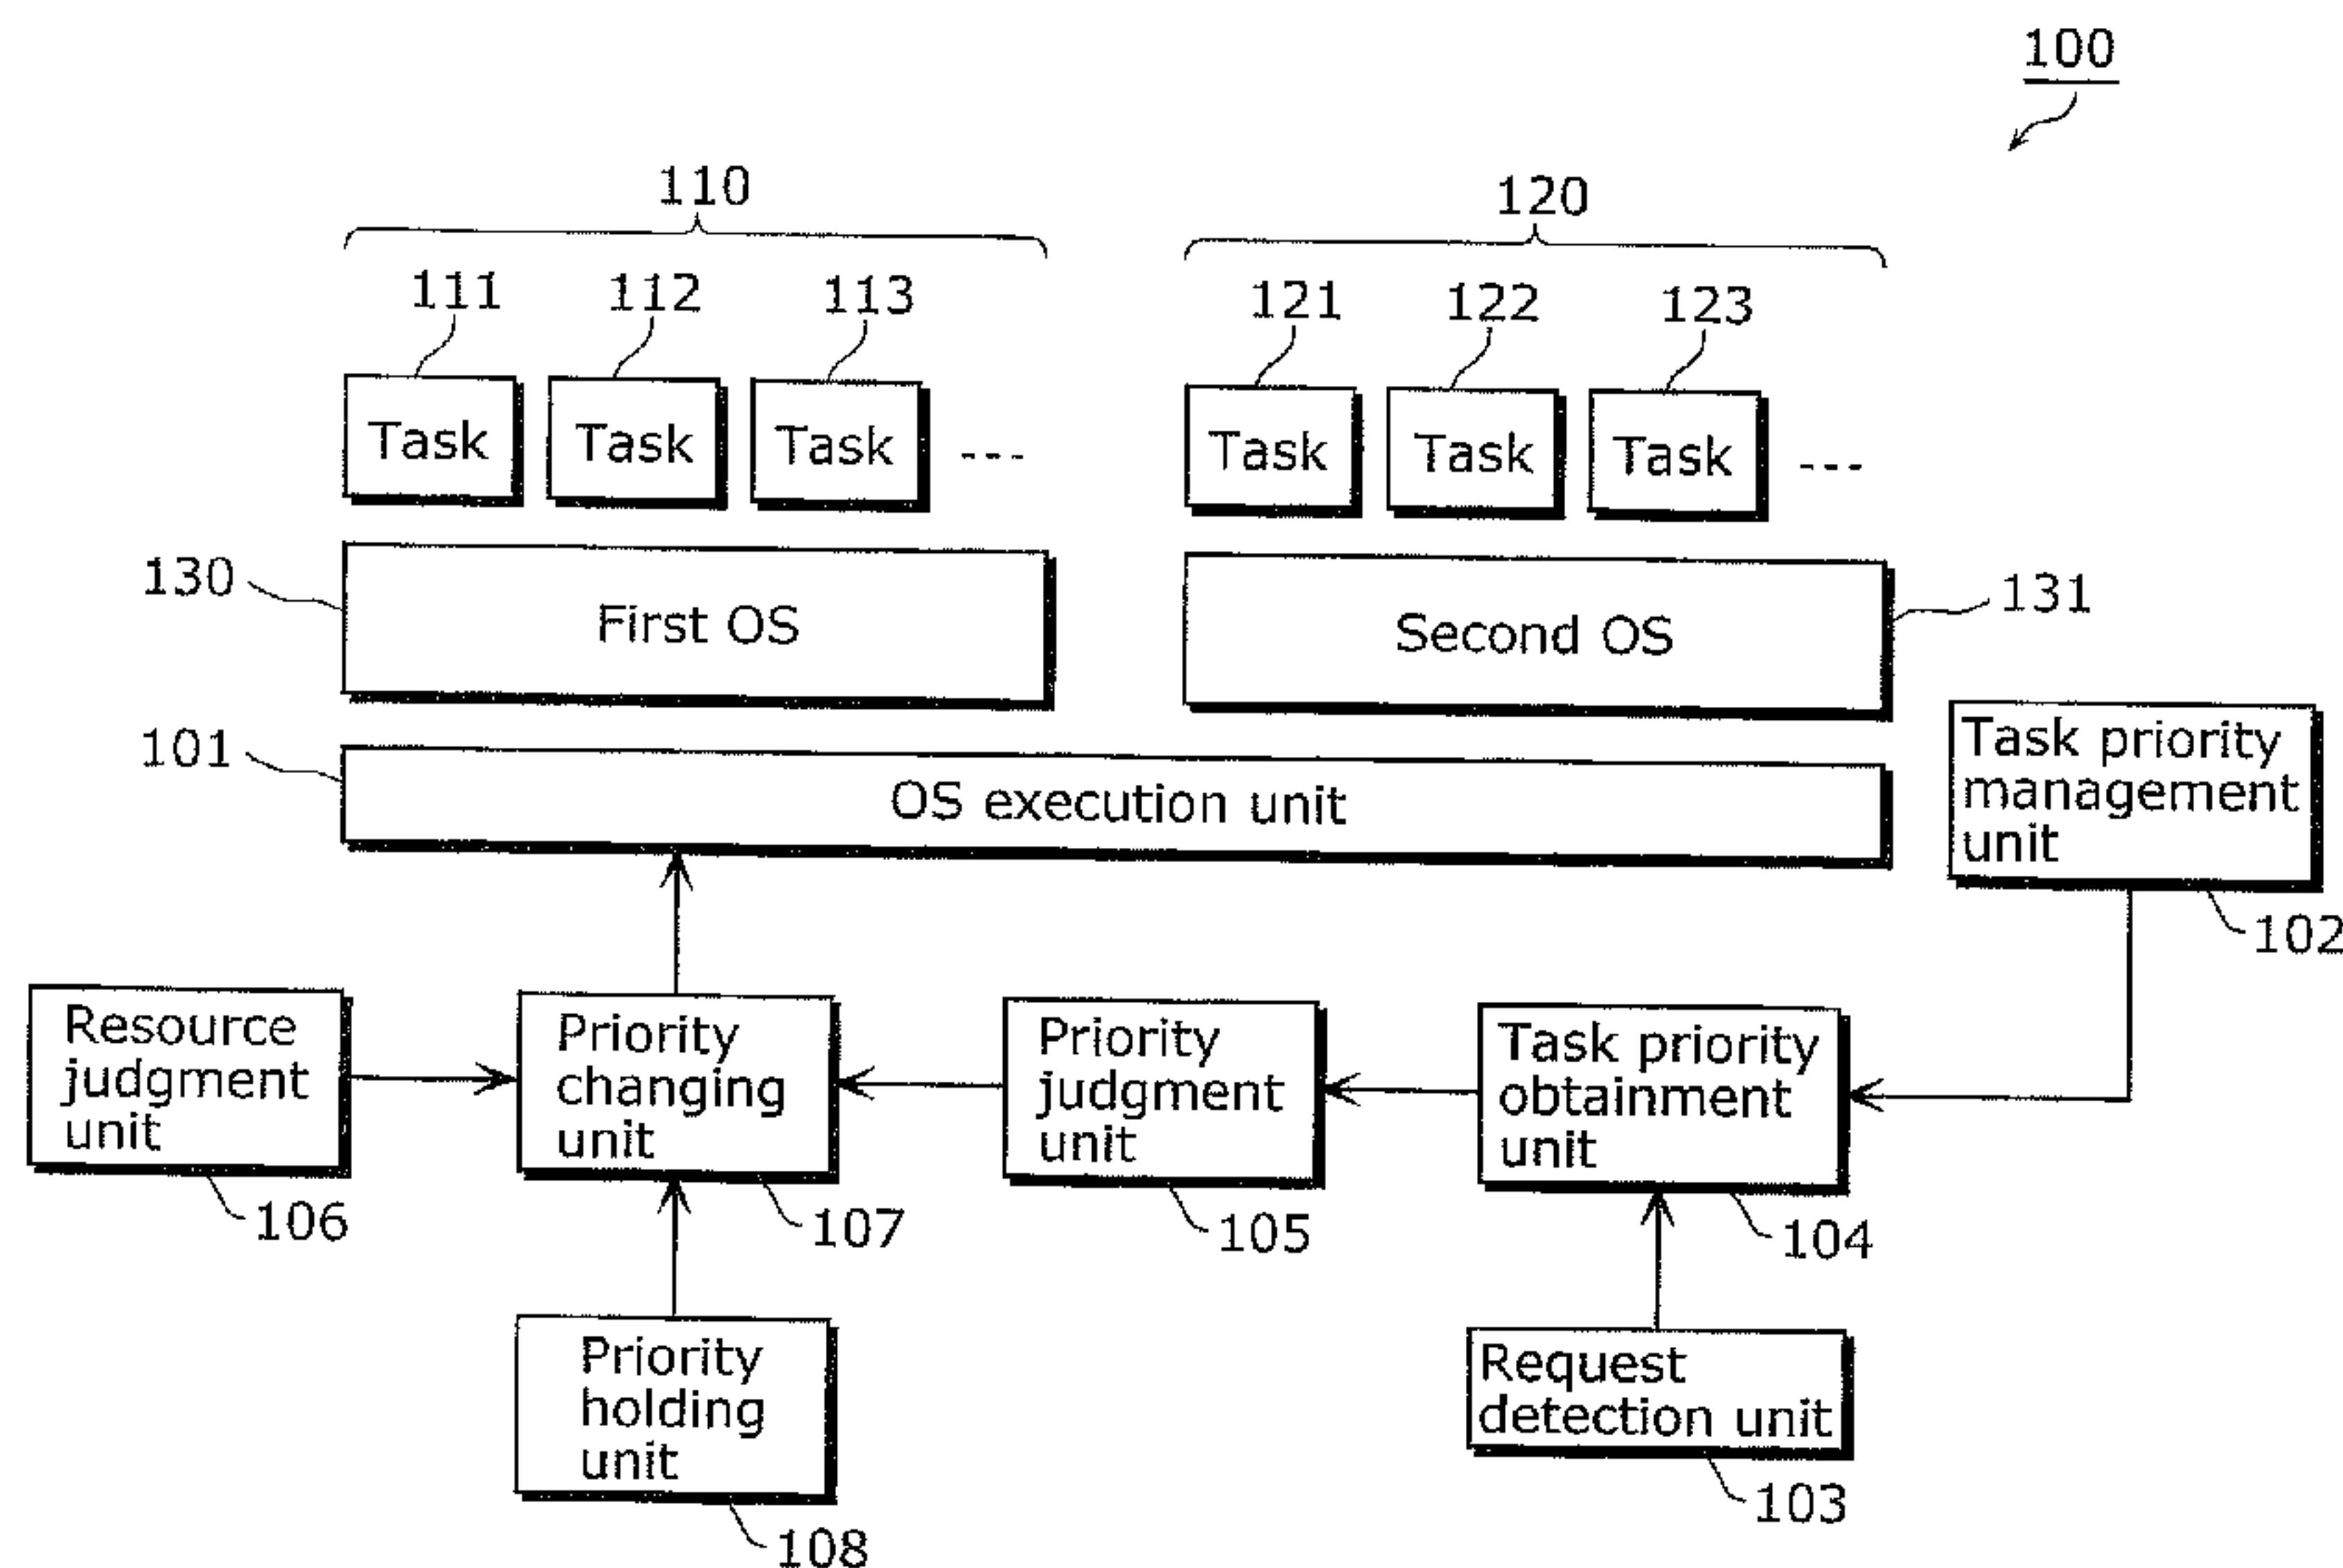 100
110
120
111
112
113
121
122
123
Task
Task
Task
---
Task
Task
Task
---
130
First OS
Second OS
131
101
OS execution unit
Task priority
management
unit
102
Resource
judgment
unit
106
Priority
changing
unit
107
Priority
judgment
unit
105
Task priority
obtainment
unit
104
Priority
holding
unit
108
Request
detection unit
103